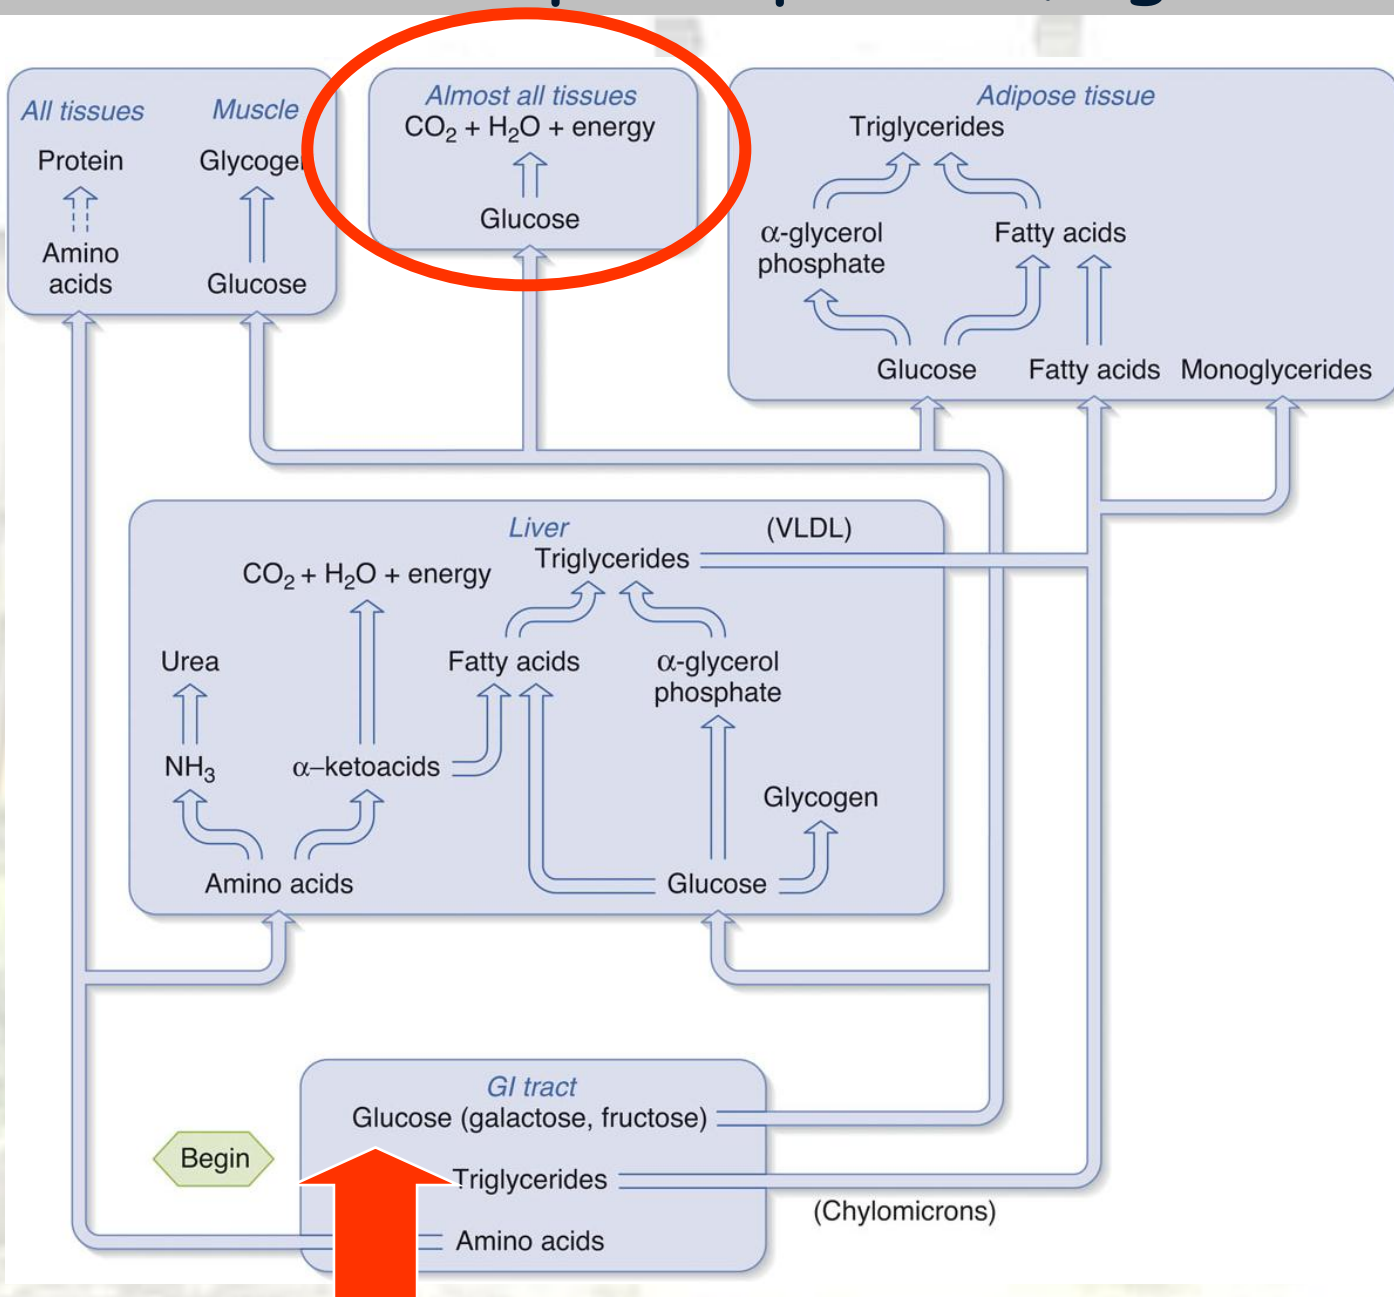 All tissues
Muscle
Protein
Glycogen
Amino
acids
Glucose
Almost all tissues
CO₂ + H₂O + energy
Glucose
Adipose tissue
Triglycerides
α-glycerol
phosphate
Fatty acids
Glucose
Fatty acids
Monoglycerides
Liver
(VLDL)
Triglycerides
CO₂ + H₂O + energy
Urea
Fatty acids
α-glycerol
phosphate
NH₃
α–ketoacids
Glycogen
Amino acids
Glucose
GI tract
Glucose (galactose, fructose)
Begin
Triglycerides
(Chylomicrons)
Amino acids